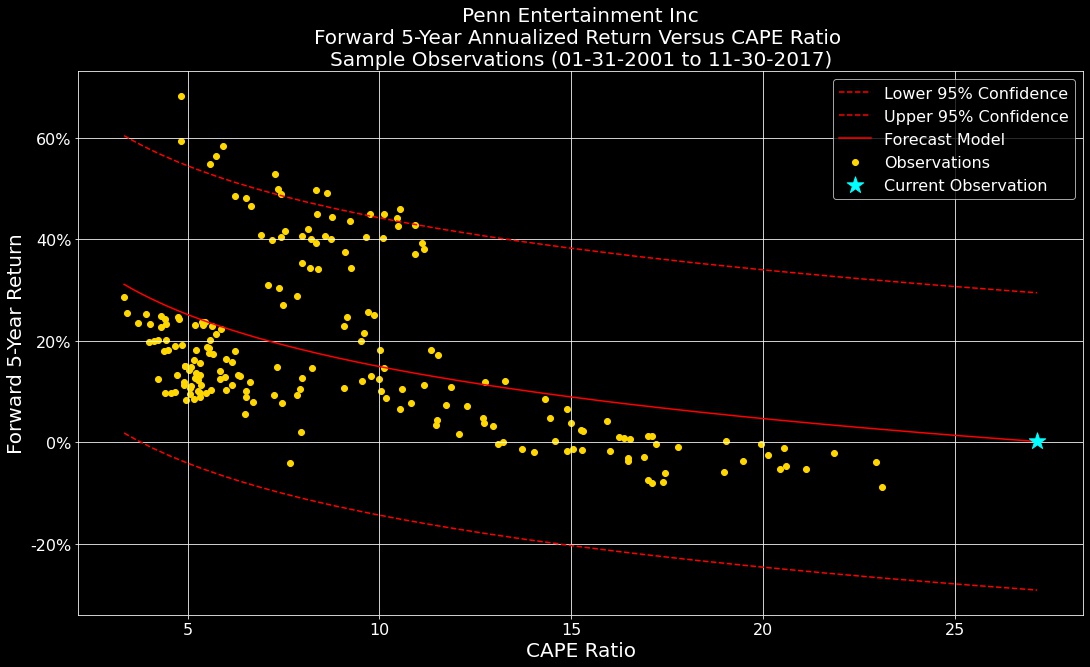 Penn Entertainment Inc
Forward 5-Year Annualized Return Versus CAPE Ratio
Sample Observations (01-31-2001 to 11-30-2017)
Lower 95% Confidence
Upper 95% Confidence
Forecast Model
Observations
Current Observation
Forward 5-Year Return
60%
40%
20%
0%
-20%
5
10
15
20
25
CAPE Ratio